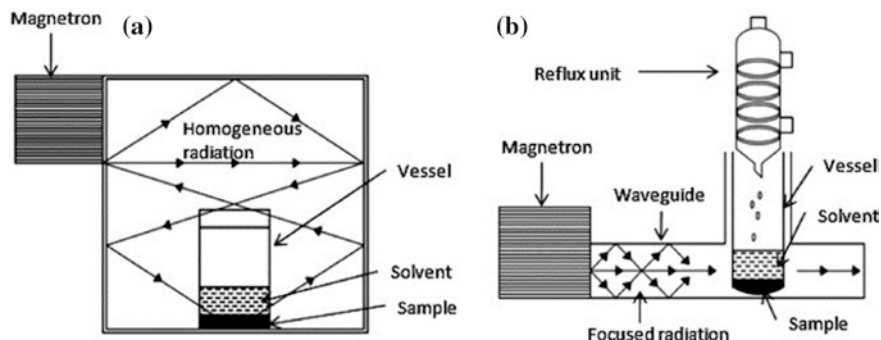 Magnetron
(a)
Homogeneous
radiation
Vessel
Solvent
Sample
(b)
Reflux unit
Magnetron
Waveguide
Vessel
Solvent
Focused radiation
Sample